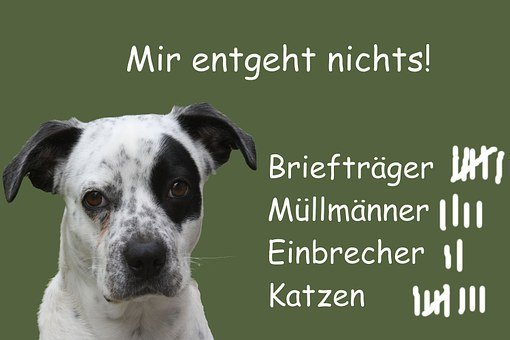 Mir entgeht nichts!
Briefträger
Müllmänner
Einbrecher
Katzen